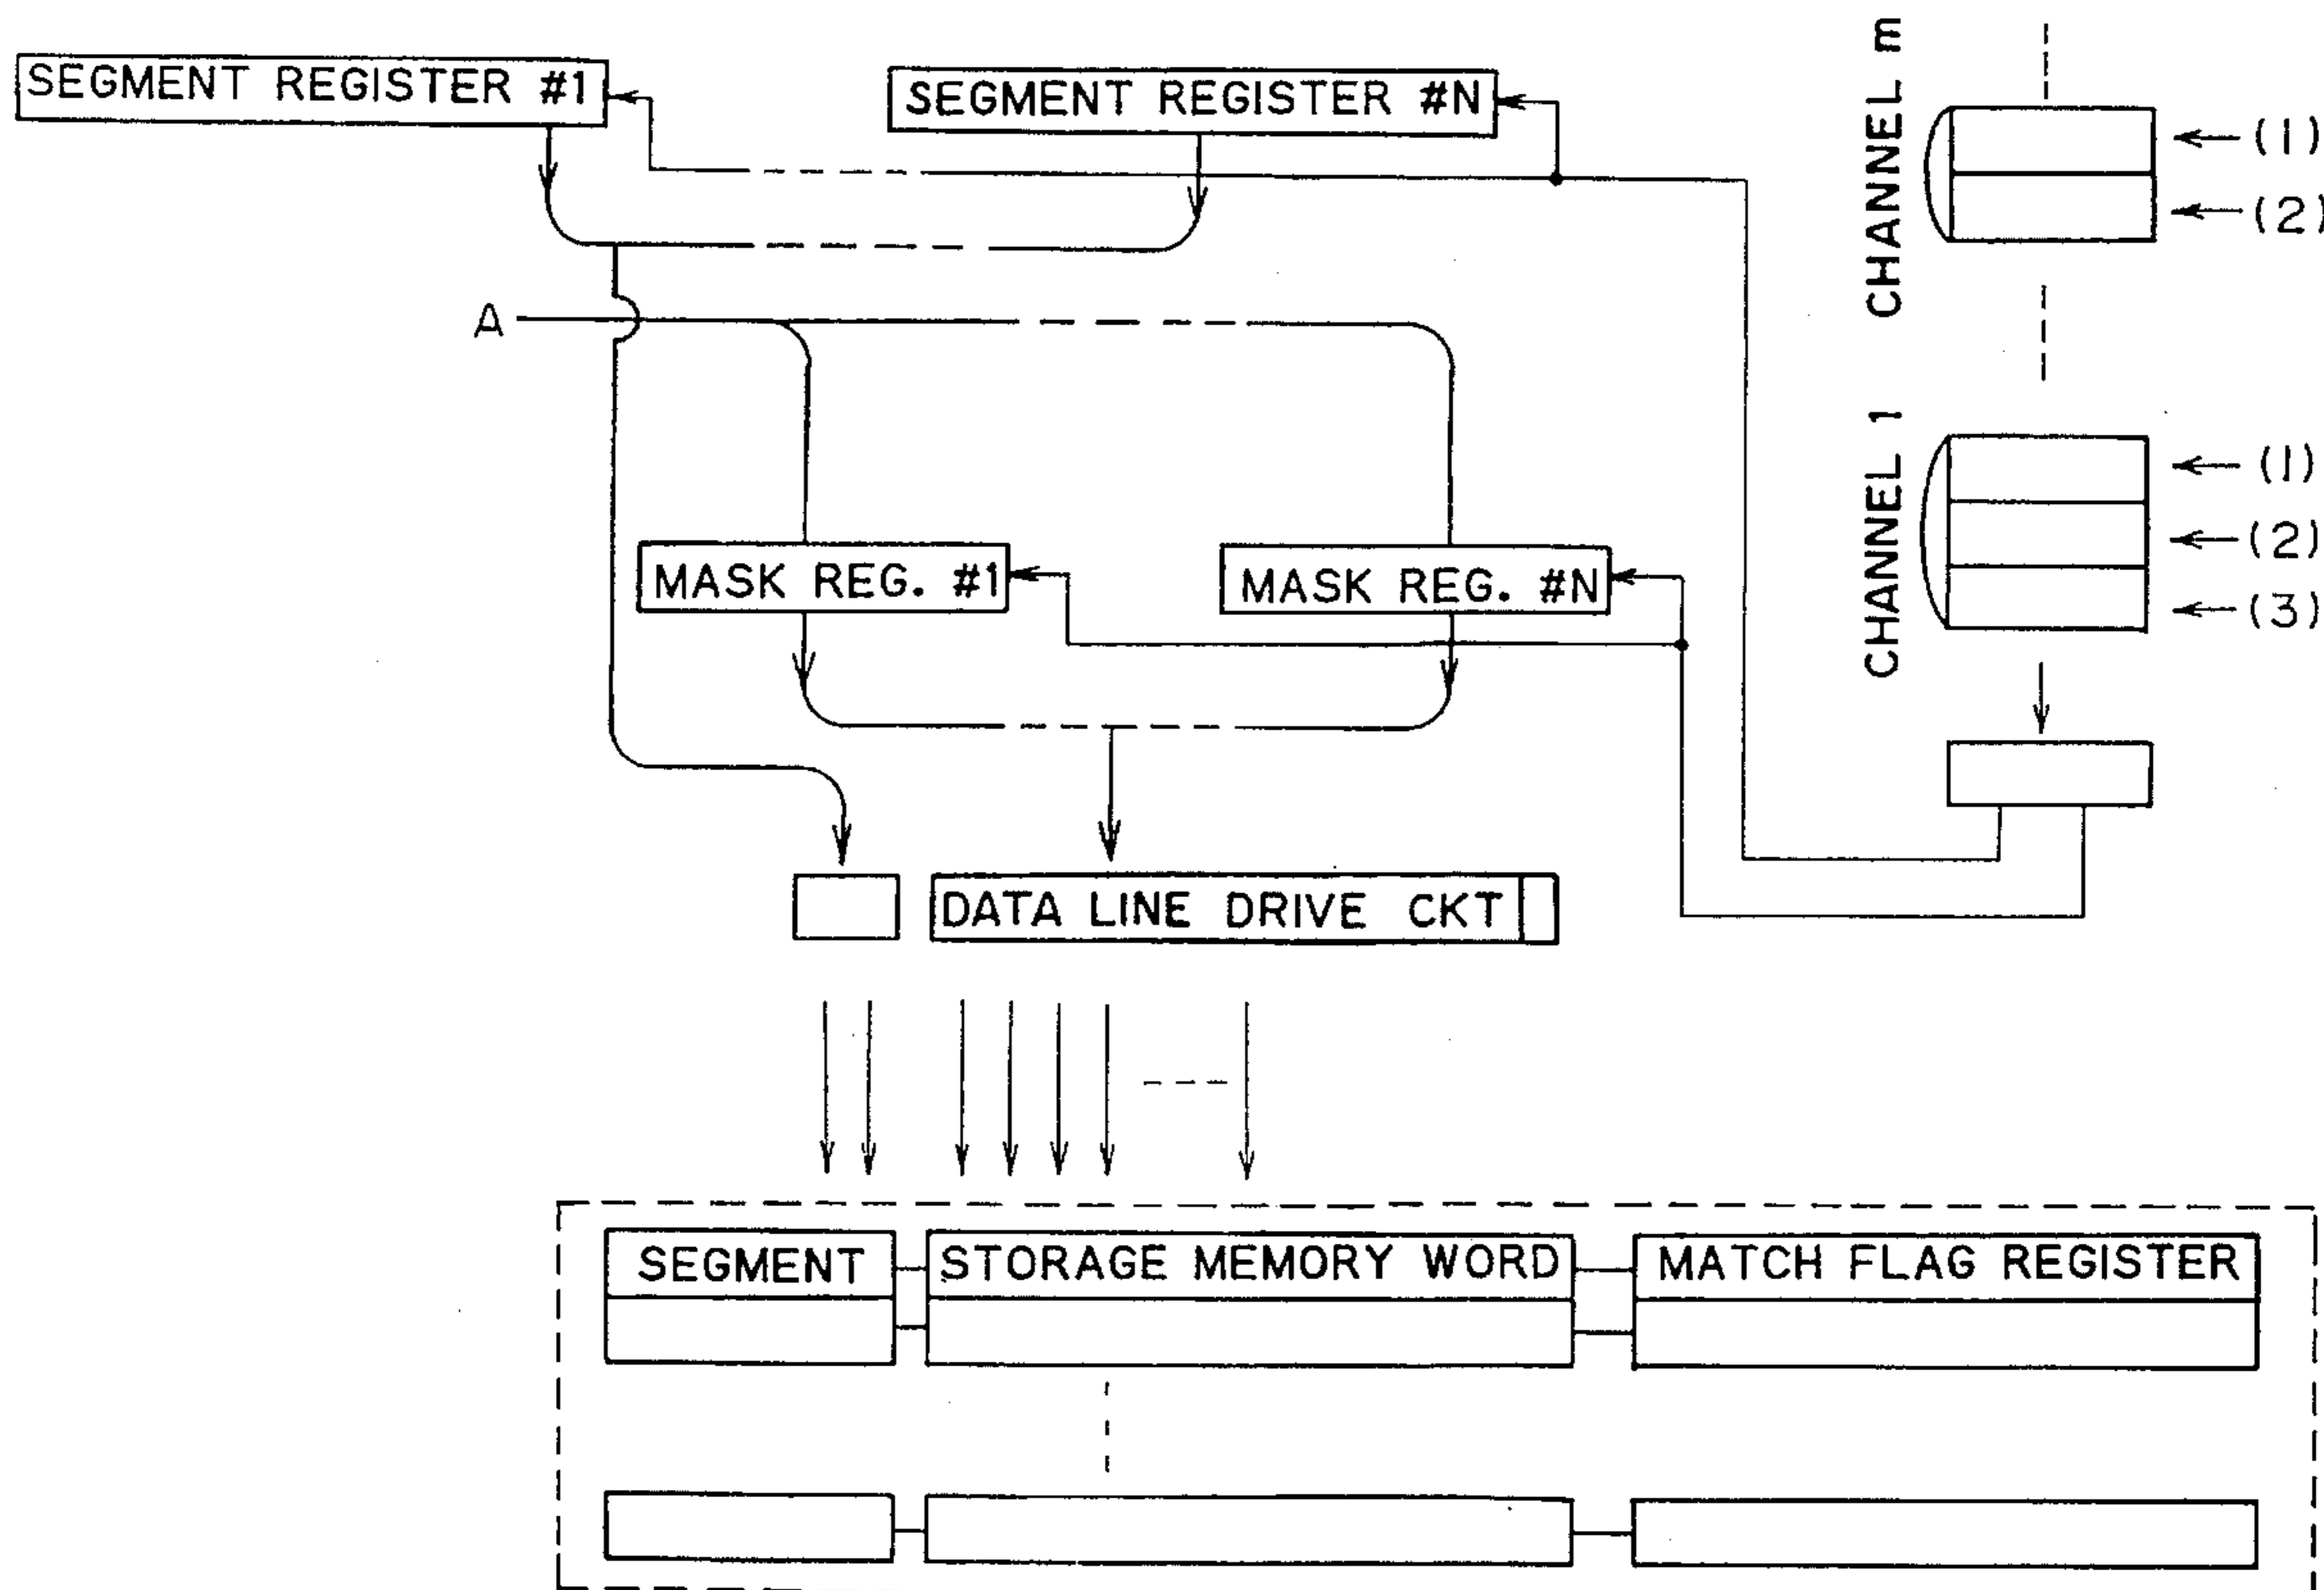 SEGMENT REGISTER #1
SEGMENT REGISTER #N
CHANNEL m
(1)
(2)
A
CHANNEL 1
(1)
(2)
(3)
MASK REG. #1
MASK REG. #N
DATA LINE DRIVE CKT
SEGMENT
STORAGE MEMORY WORD
MATCH FLAG REGISTER